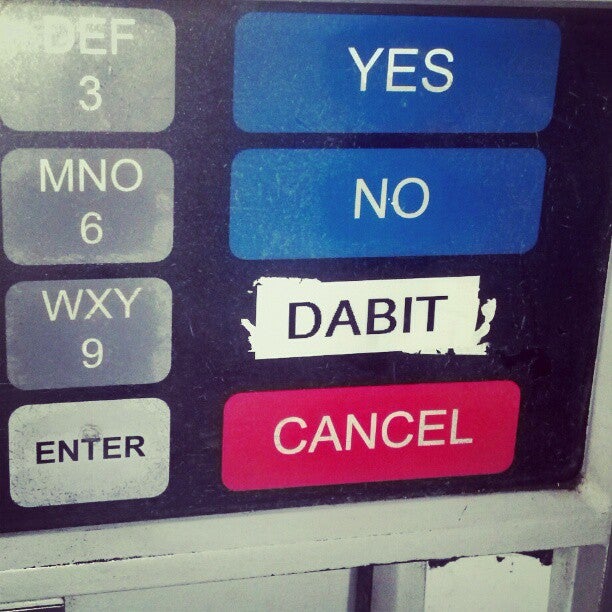 DEF
3
YES
MNO
6
NO
WXY
9
DABIT
ENTER
CANCEL